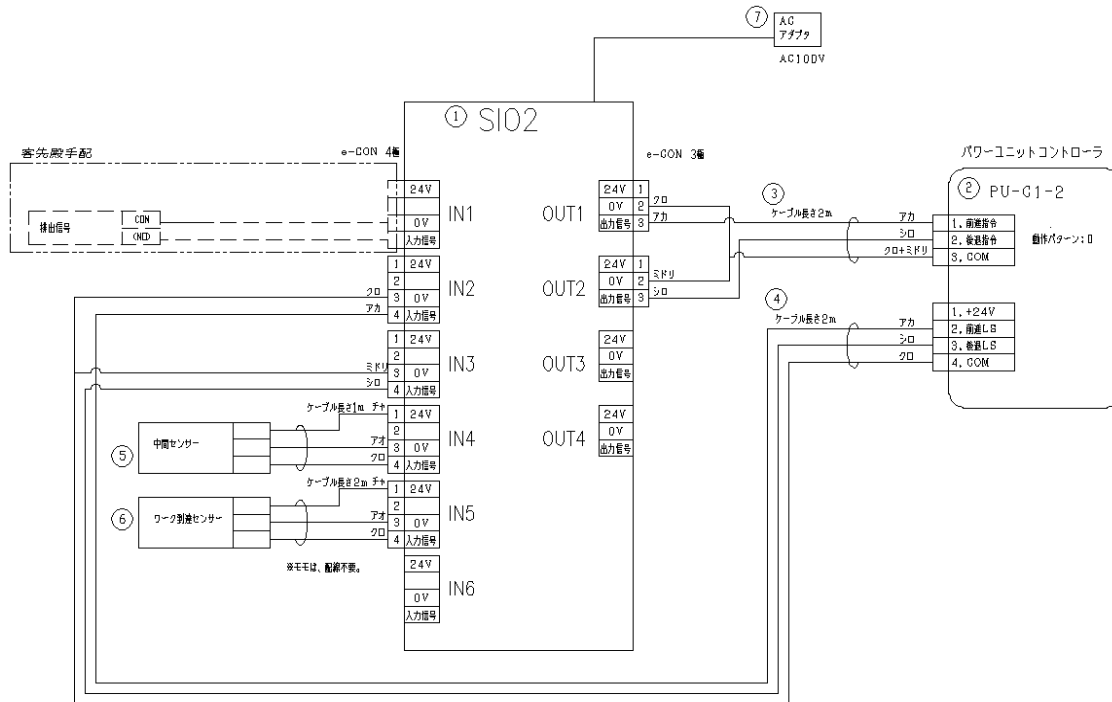 ⑦
AC
アダプタ
AC100V
① SIO2
客先殿手配
e-CON 4極
e-CON 3極
パワーユニットコントローラ
② PU-C1-2
動作パターン:0
排出信号
CON
24V
0V
入力信号
IN1
OUT1
24V 1
0V 2
出力信号 3
クロ
アカ
③
ケーブル長さ2m
アカ
シロ
クロ+ミドリ
1. 前進指令
2. 後退指令
3. COM
クロ
アカ
1 24V
2
3 0V
4 入力信号
IN2
OUT2
24V 1
0V 2
出力信号 3
ミドリ
シロ
④
ケーブル長さ2m
アカ
シロ
クロ
1. +24V
2. 前進LS
3. 後退LS
4. COM
ミドリ
シロ
1 24V
2
3 0V
4 入力信号
IN3
OUT3
24V
0V
出力信号
⑤
中間センサー
ケーブル長さ1m チャ
アオ
クロ
1 24V
2
3 0V
4 入力信号
IN4
OUT4
24V
0V
出力信号
⑥
ワーク到達センサー
ケーブル長さ2m チャ
アオ
クロ
1 24V
2
3 0V
4 入力信号
IN5
※モモは、配線不要。
24V
0V
入力信号
IN6